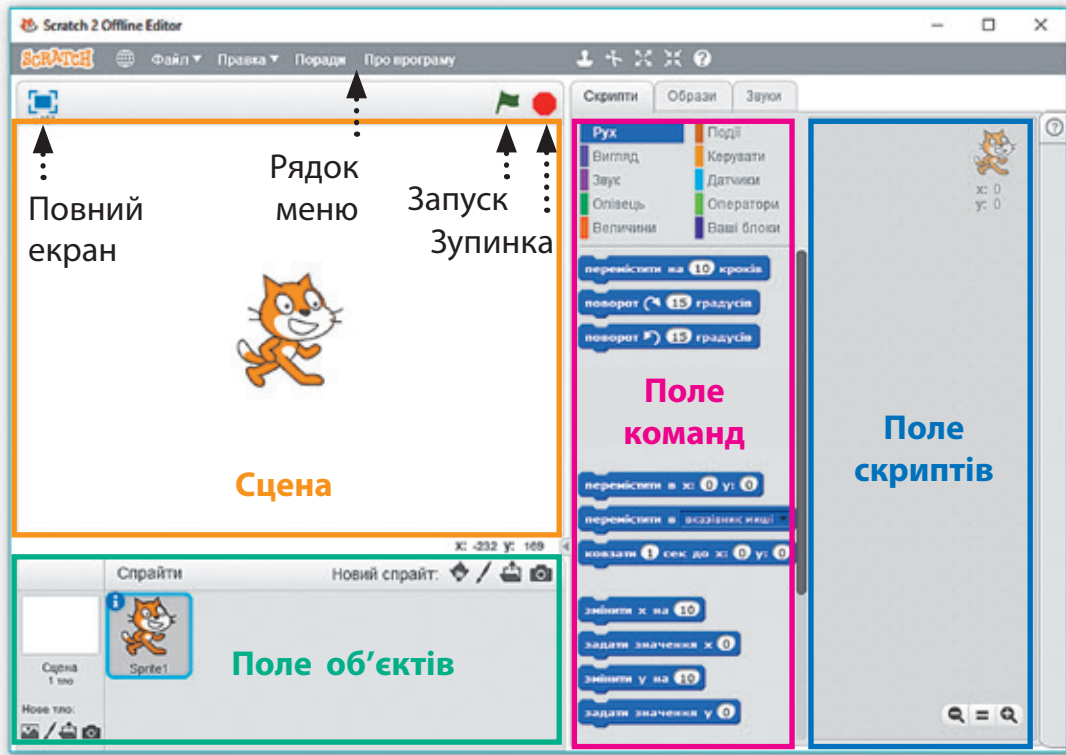 Scratch 2 Offline Editor
SCRATCH Файл Правка Поради Про програму
Скрипти Образи Звуки
Повний екран
Рядок меню
Запуск
Зупинка
Сцена
x: -232 y: 169
Рух
Вигляд
Звук
Олівець
Величини
Події
Керувати
Датчики
Оператори
Ваші блоки
перемістити на 10 кроків
поворот 15 градусів
поворот 15 градусів
Поле команд
перемістити в x: 0 y: 0
перемістити в вказівник миші
ковзати 1 сек до x: 0 y: 0
змінити x на 10
задати значення x 0
змінити y на 10
задати значення y 0
x: 0
y: 0
Поле скриптів
Спрайти Новий спрайт:
Sprite1
Сцена
1 тло
Нове тло:
Поле об'єктів